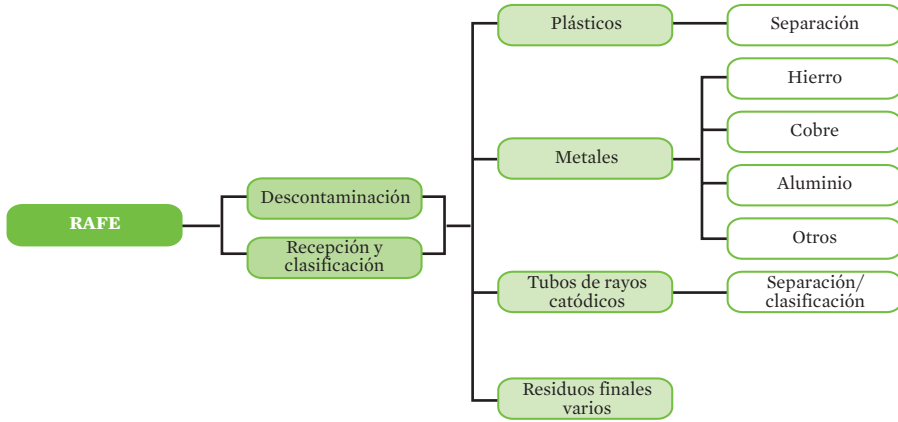 RAFE
Descontaminación
Recepción y
clasificación
Plásticos
Separación
Metales
Hierro
Cobre
Aluminio
Otros
Tubos de rayos
catódicos
Separación/
clasificación
Residuos finales
varios